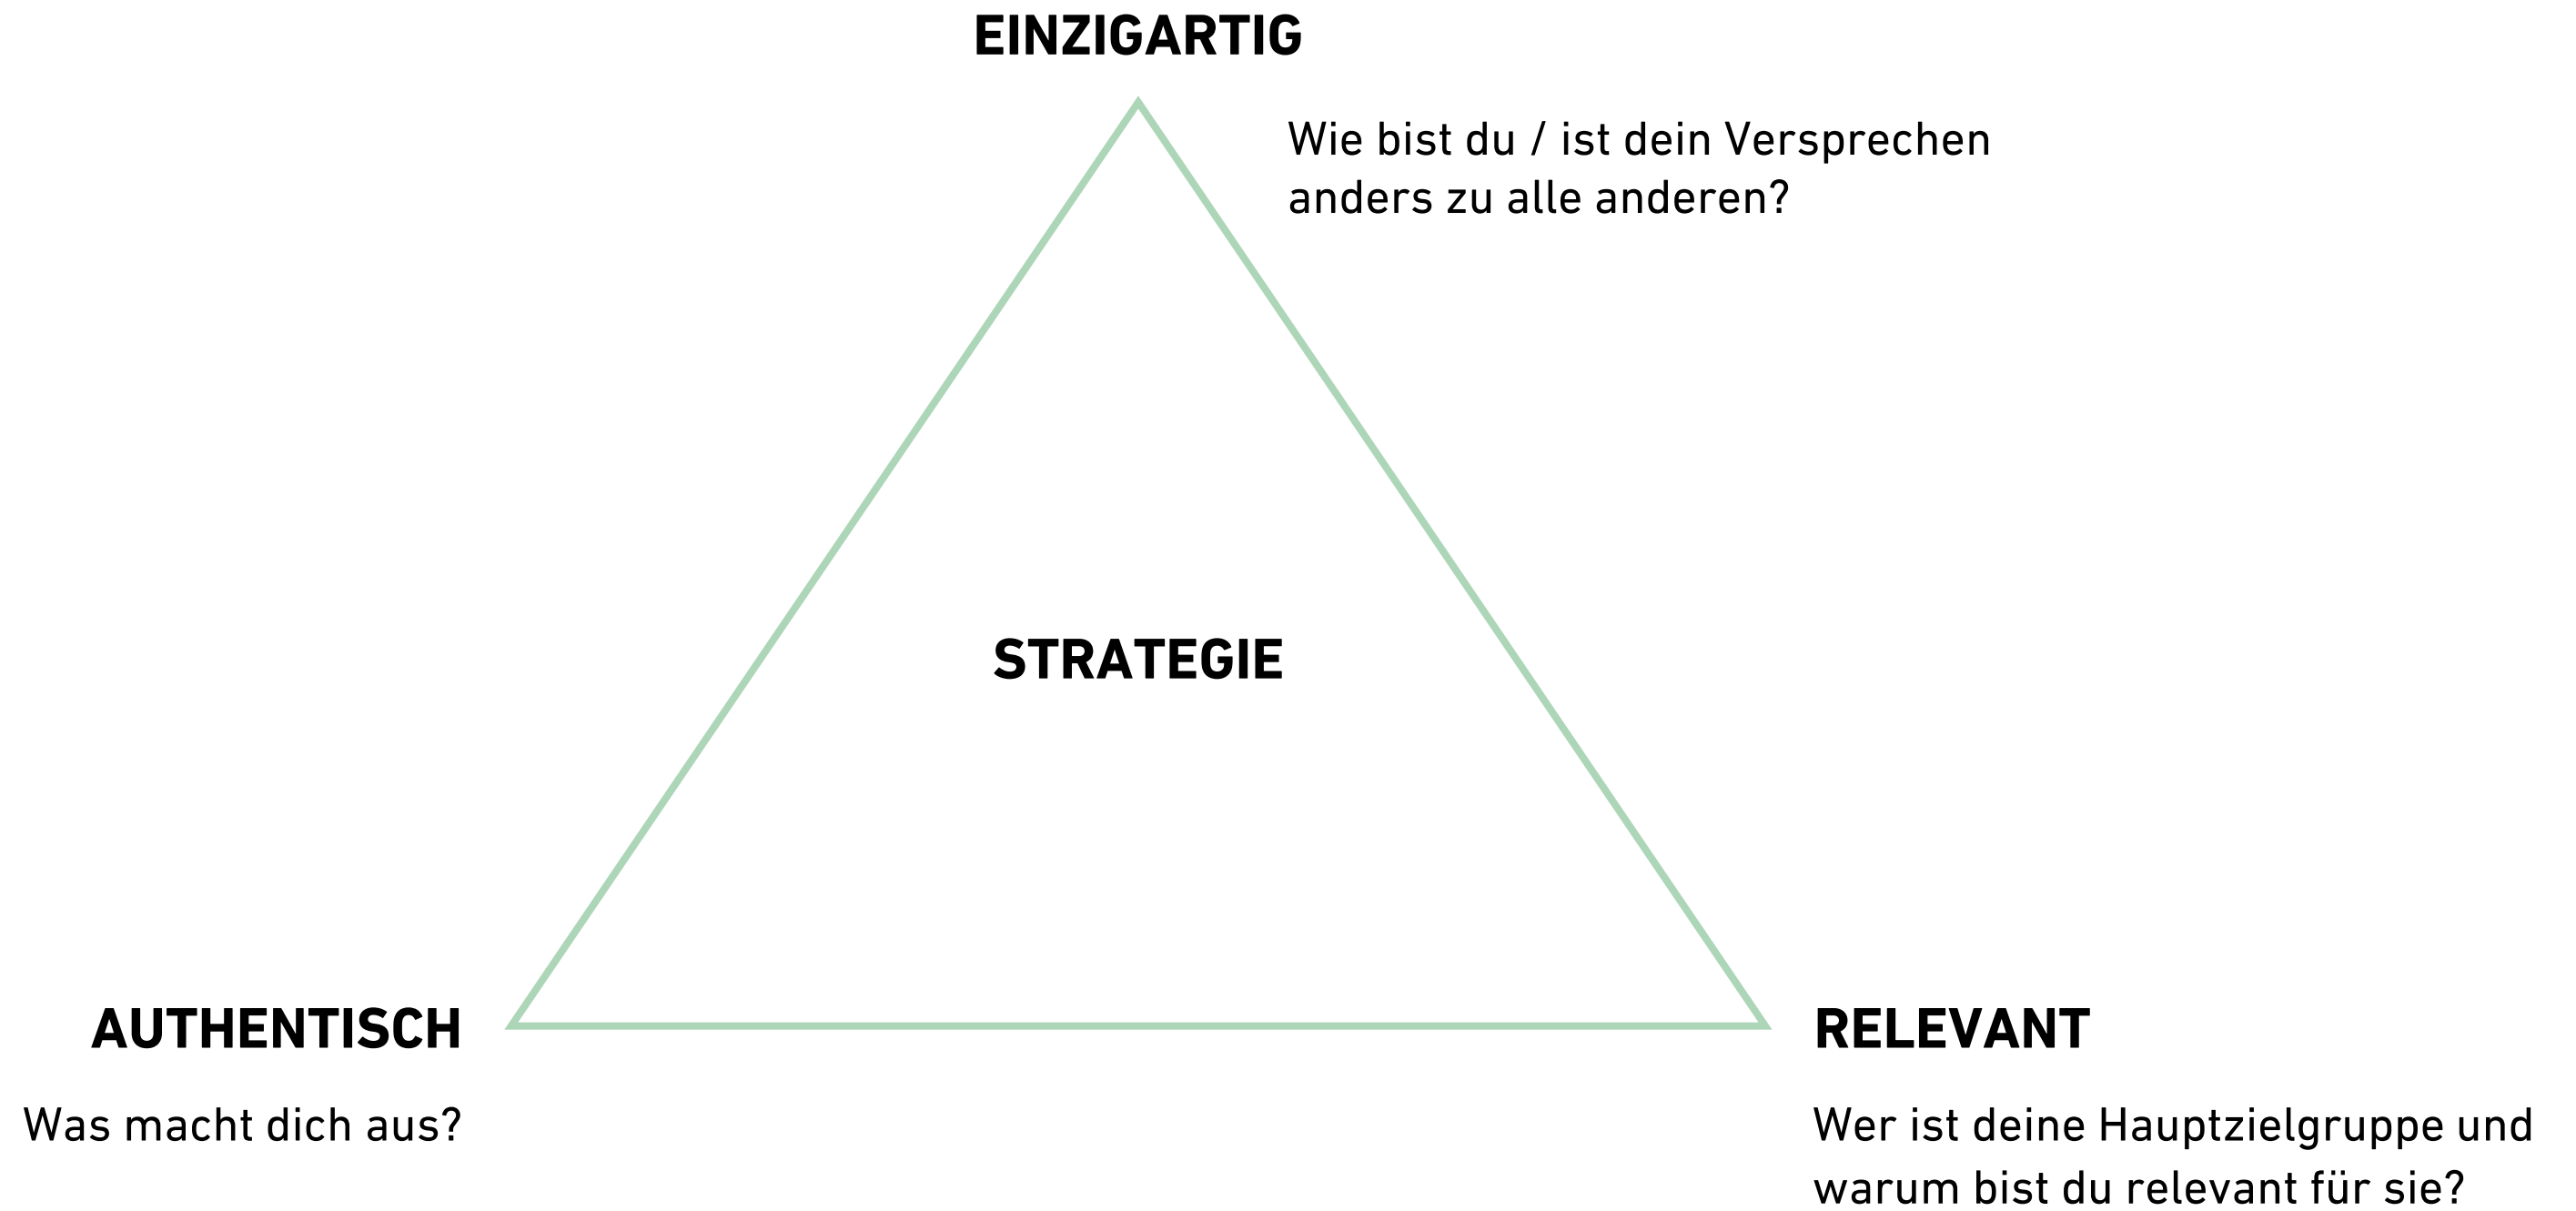 EINZIGARTIG
Wie bist du / ist dein Versprechen
anders zu alle anderen?
STRATEGIE
AUTHENTISCH
Was macht dich aus?
RELEVANT
Wer ist deine Hauptzielgruppe und
warum bist du relevant für sie?